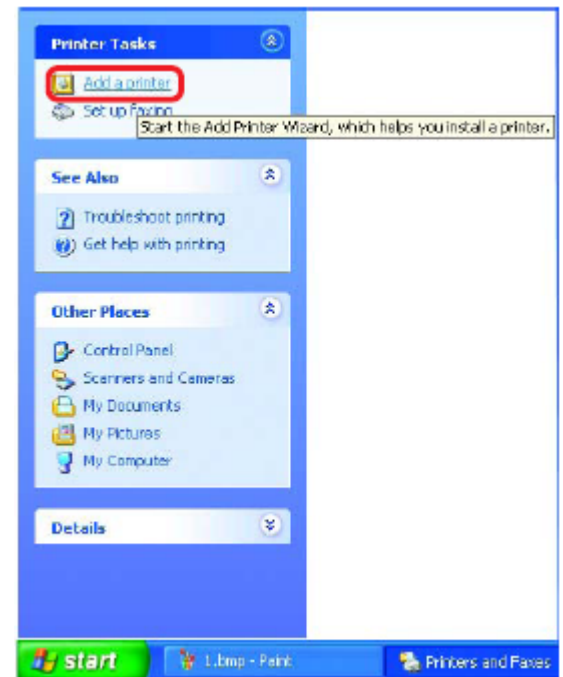 Printer Tasks
Add a printer
Set up faxing
Start the Add Printer Wizard, which helps you install a printer.
See Also
Troubleshoot printing
Get help with printing
Other Places
Control Panel
Scanners and Cameras
My Documents
My Pictures
My Computer
Details
start
1.bmp - Paint
Printers and Faxes